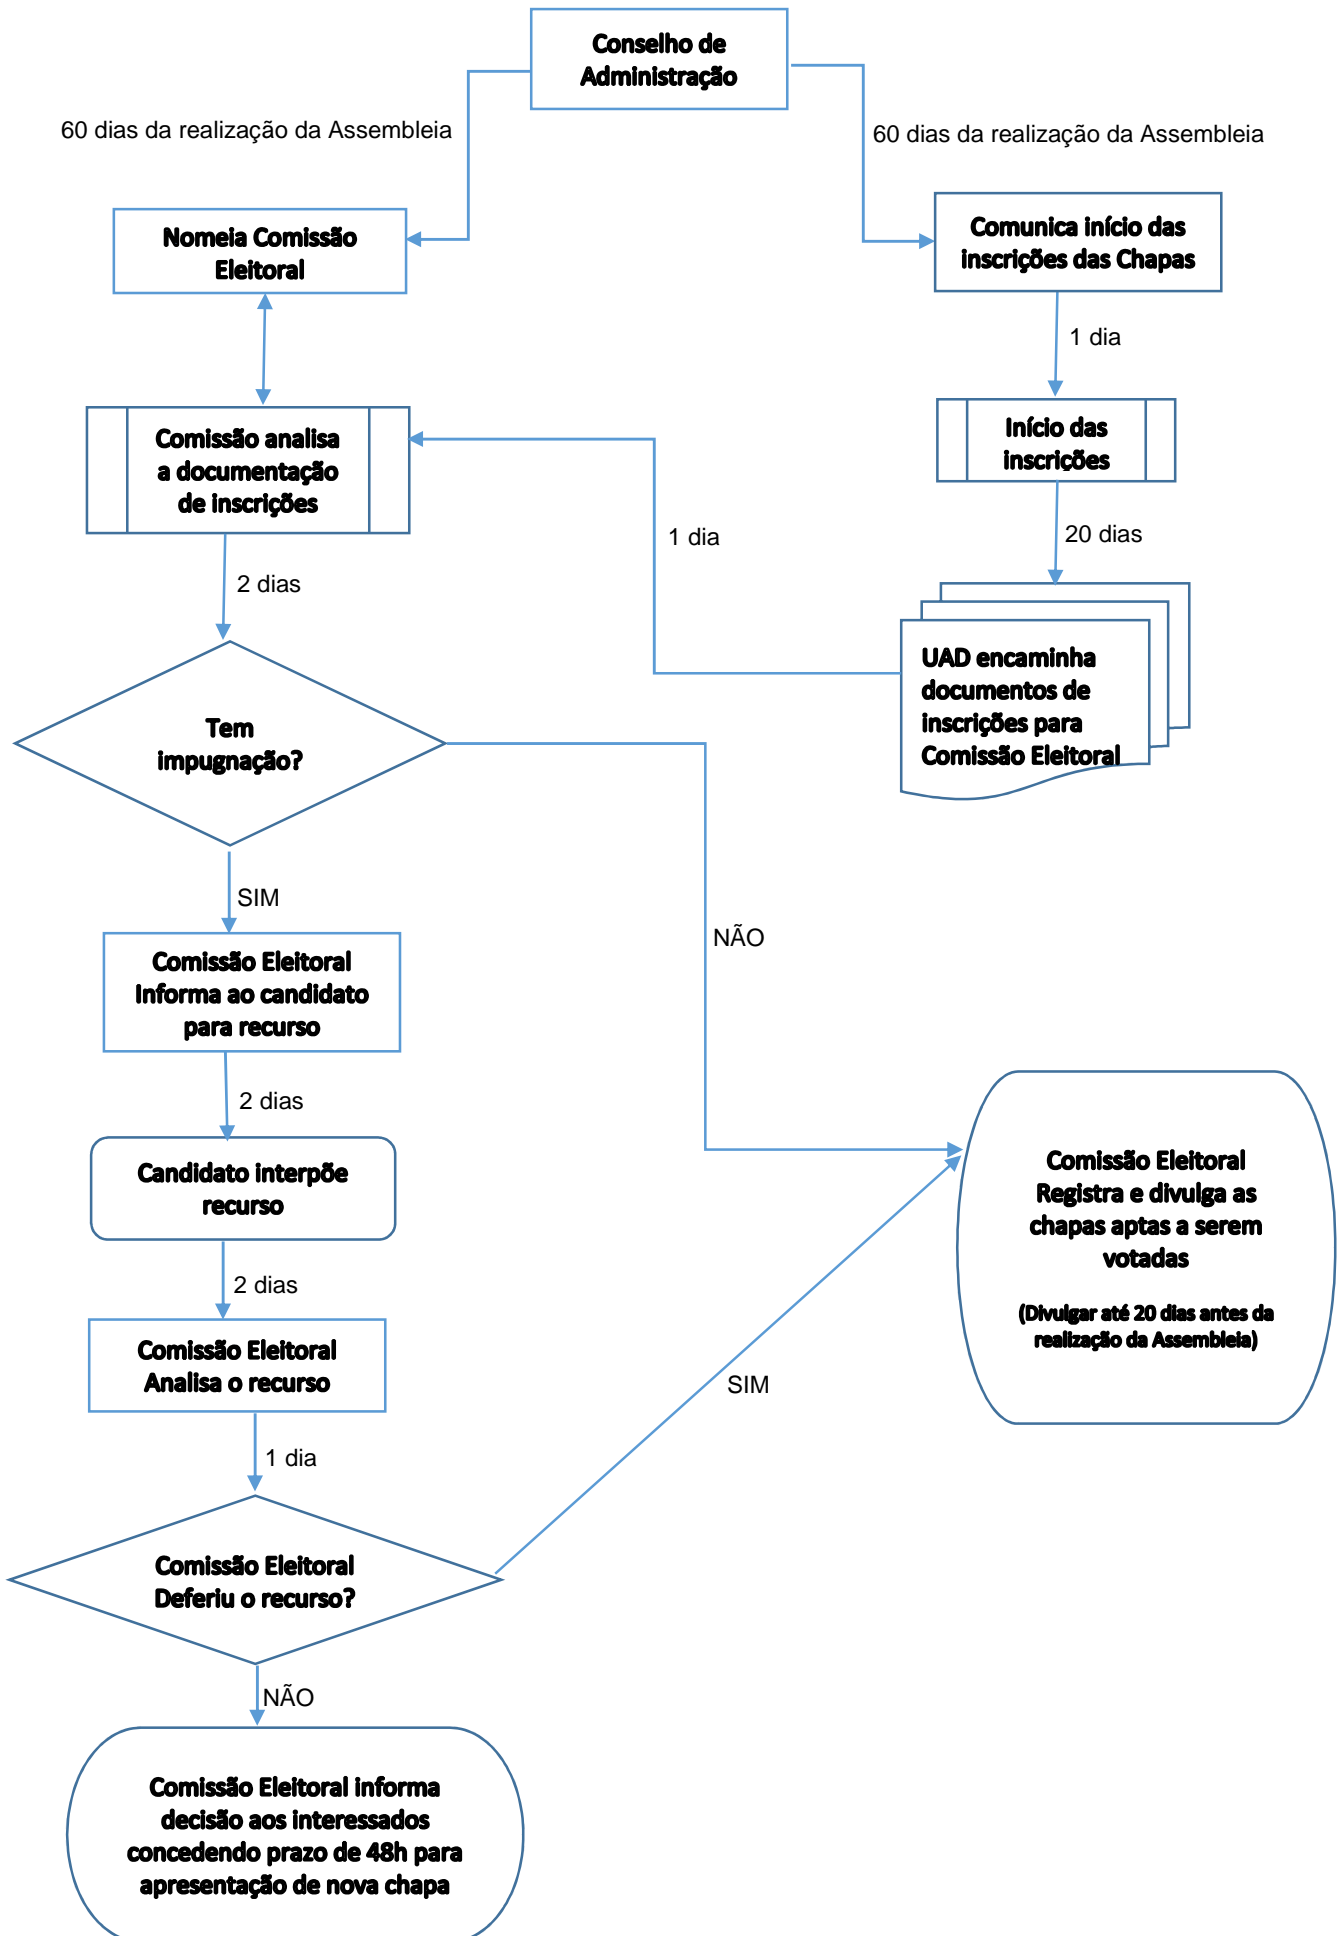 Conselho de
Administração
60 dias da realização da Assembleia
60 dias da realização da Assembleia
Nomeia Comissão
Eleitoral
Comunica início das
inscrições das Chapas
1 dia
Comissão analisa
a documentação
de inscrições
Início das
inscrições
1 dia
20 dias
2 dias
UAD encaminha
documentos de
inscrições para
Comissão Eleitoral
Tem
impugnação?
SIM
NÃO
Comissão Eleitoral
Informa ao candidato
para recurso
2 dias
Candidato interpõe
recurso
Comissão Eleitoral
Registra e divulga as
chapas aptas a serem
votadas
(Divulgar até 20 dias antes da
realização da Assembleia)
2 dias
Comissão Eleitoral
Analisa o recurso
SIM
1 dia
Comissão Eleitoral
Deferiu o recurso?
NÃO
Comissão Eleitoral informa
decisão aos interessados
concedendo prazo de 48h para
apresentação de nova chapa